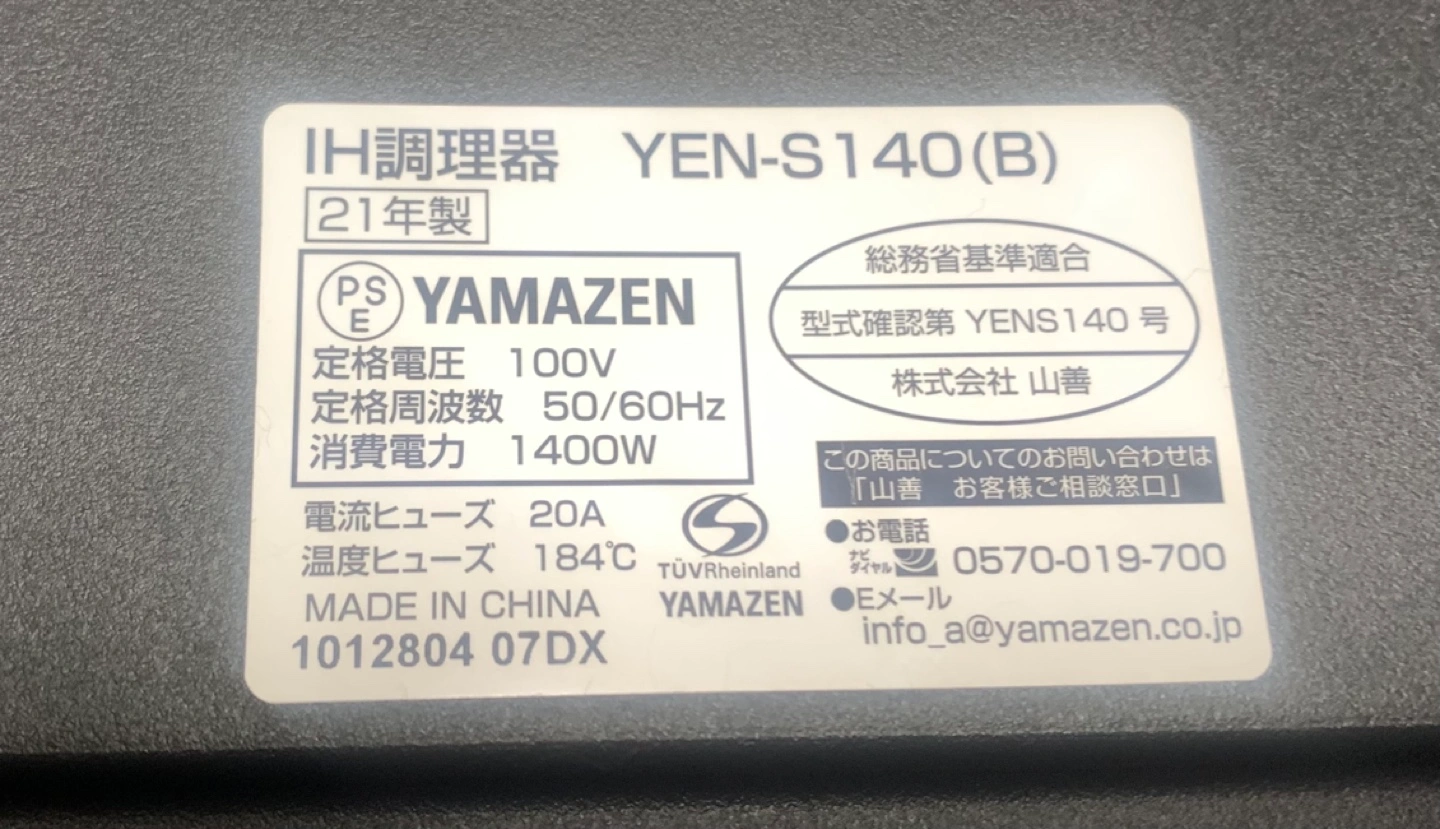 IH調理器 YEN-S140(B)
21年製
PSE YAMAZEN
定格電圧 100V
定格周波数 50/60Hz
消費電力 1400W
電流ヒューズ 20A
温度ヒューズ 184℃
MADE IN CHINA
1012804 07DX
TÜVRheinland
YAMAZEN
総務省基準適合
型式確認第 YENS140 号
株式会社 山善
この商品についてのお問い合わせは
「山善 お客様ご相談窓口」
●お電話
ナビダイヤル 0570-019-700
●Eメール
info_a@yamazen.co.jp